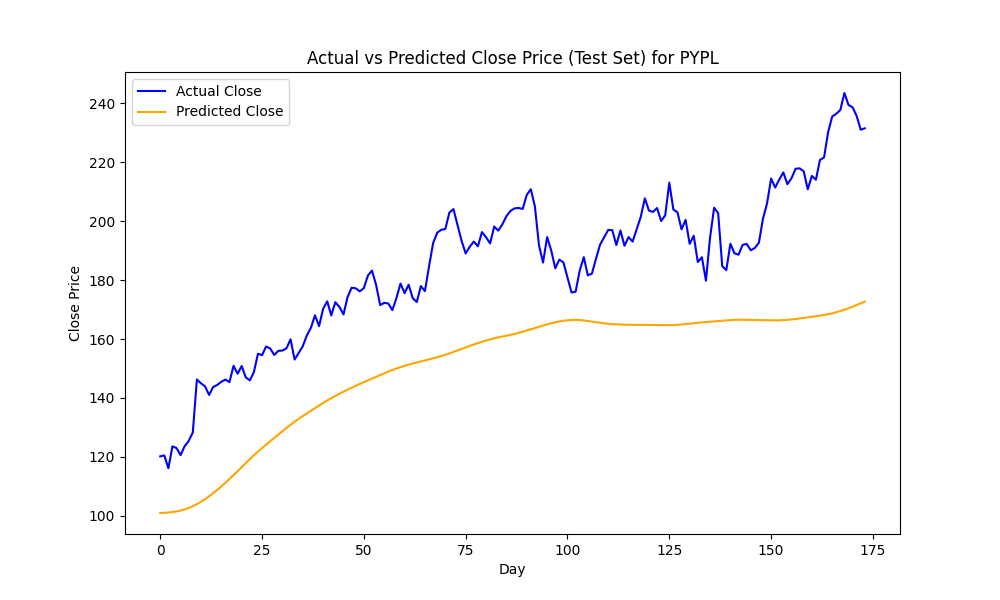 Actual vs Predicted Close Price (Test Set) for PYPL
Actual Close
Predicted Close
Close Price
240
220
200
180
160
140
120
100
0 25 50 75 100 125 150 175
Day